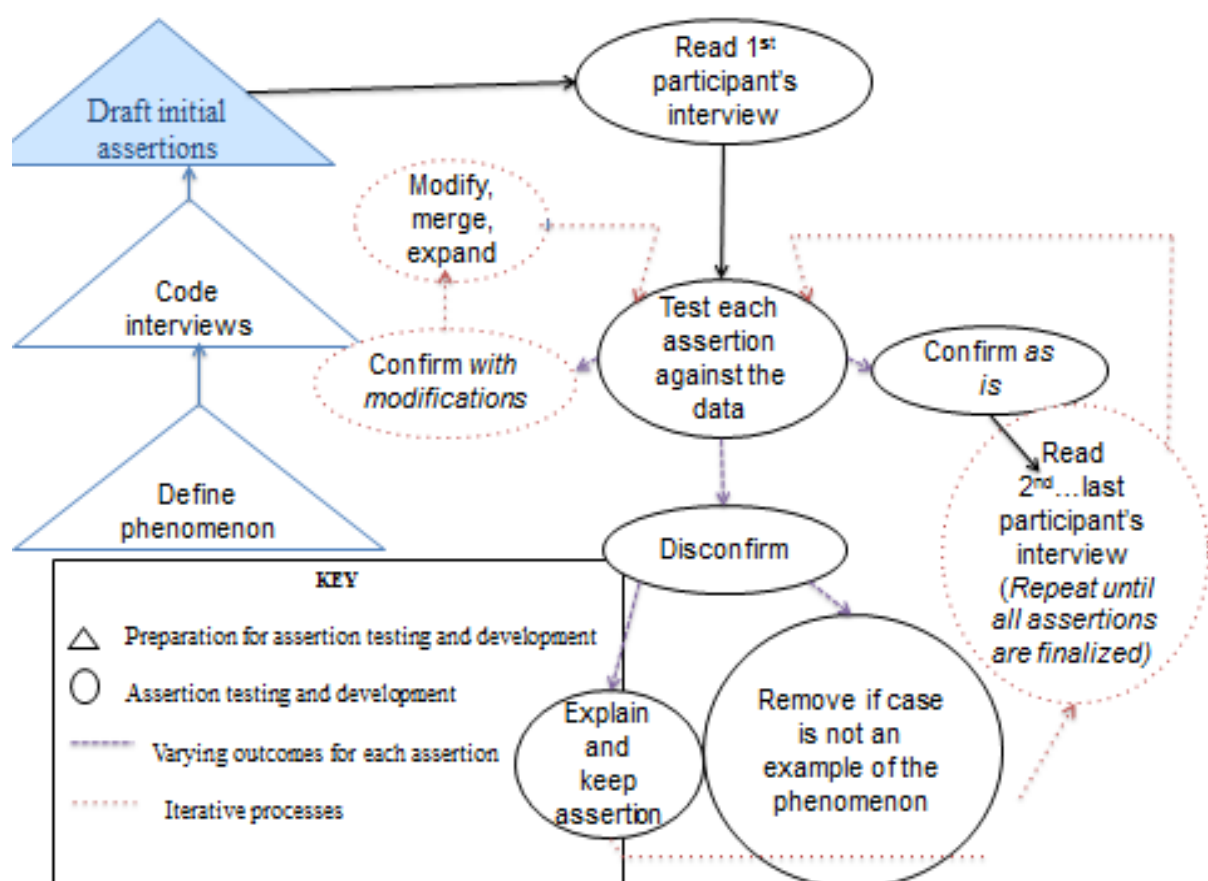 Draft initial
assertions
Read 1st
participant's
interview
Modify,
merge,
expand
Code
interviews
Confirm with
modifications
Test each
assertion
against the
data
Confirm as
is
Define
phenomenon
Disconfirm
Read
2nd...last
participant's
interview
(Repeat until
all assertions
are finalized)
Explain
and
keep
assertion
Remove if case
is not an
example of the
phenomenon
KEY
Preparation for assertion testing and development
Assertion testing and development
Varying outcomes for each assertion
Iterative processes